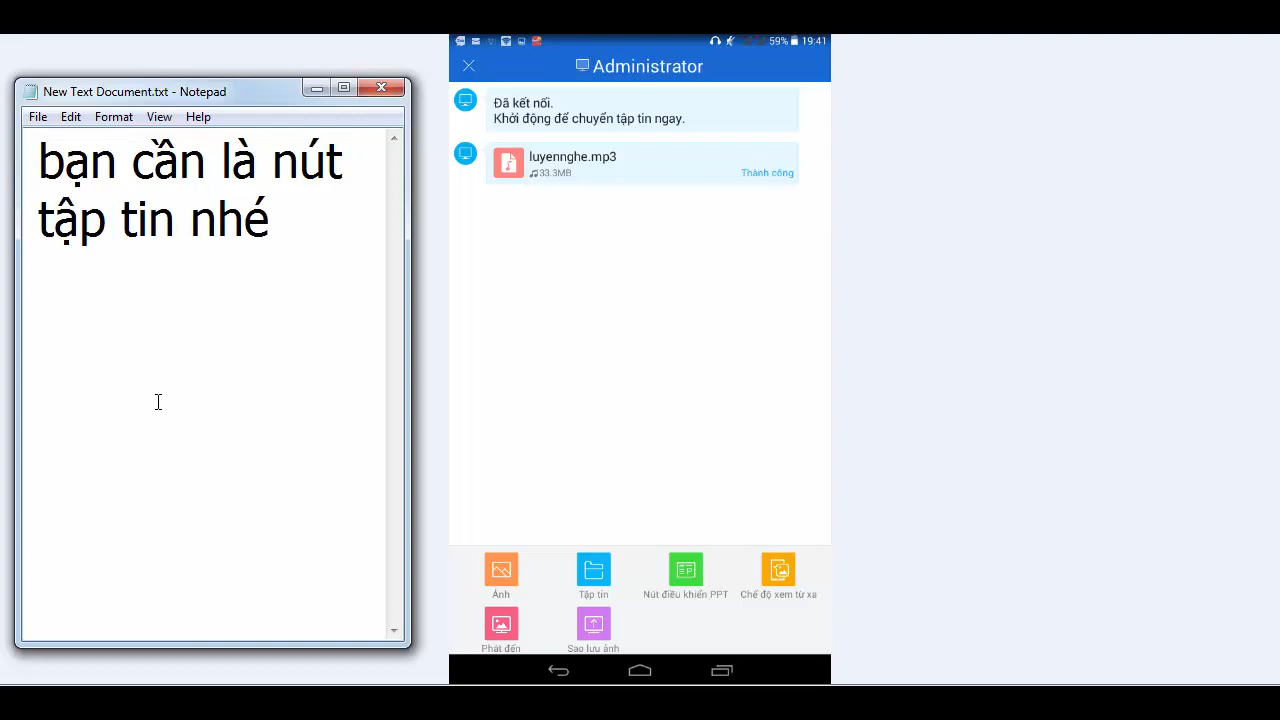 New Text Document.txt - Notepad
File Edit Format View Help
bạn cần là nút
tập tin nhé
59% 19:41
Administrator
Đã kết nối.
Khởi động để chuyển tập tin ngay.
luyennghe.mp3
33.3MB
Thành công
Ảnh
Tập tin
Nút điều khiển PPT
Chế độ xem từ xa
Phát đến
Sao lưu ảnh